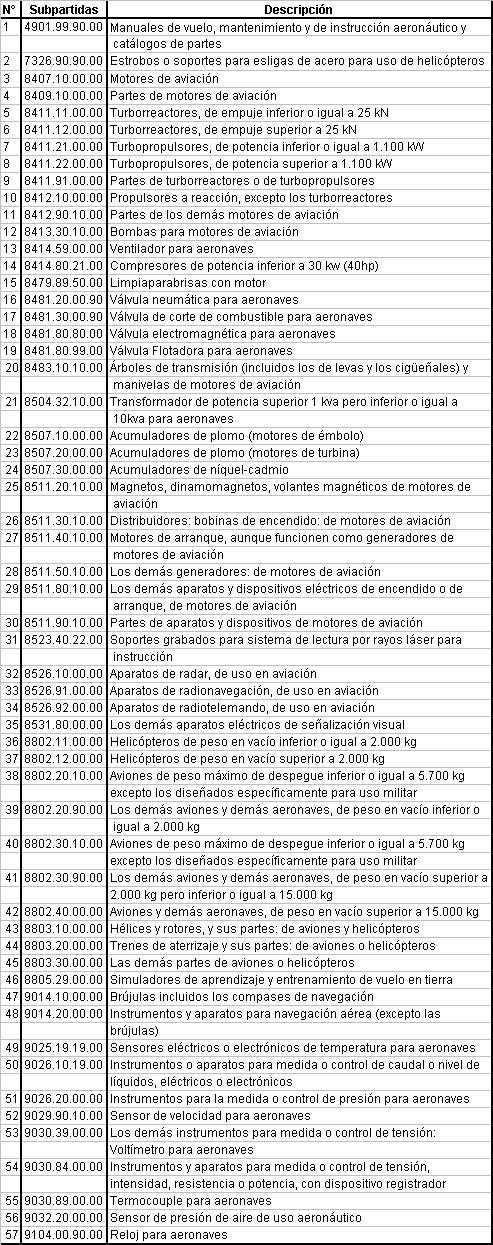 N° Subpartidas Descripción
1 4901.99.90.00 Manuales de vuelo, mantenimiento y de instrucción aeronáutico y
catálogos de partes
2 7326.90.90.00 Estrobos o soportes para esligas de acero para uso de helicópteros
3 8407.10.00.00 Motores de aviación
4 8409.10.00.00 Partes de motores de aviación
5 8411.11.00.00 Turborreactores, de empuje inferior o igual a 25 kN
6 8411.12.00.00 Turborreactores, de empuje superior a 25 kN
7 8411.21.00.00 Turbopropulsores, de potencia inferior o igual a 1.100 kW
8 8411.22.00.00 Turbopropulsores, de potencia superior a 1.100 kW
9 8411.91.00.00 Partes de turborreactores o de turbopropulsores
10 8412.10.00.00 Propulsores a reacción, excepto los turborreactores
11 8412.90.10.00 Partes de los demás motores de aviación
12 8413.30.10.00 Bombas para motores de aviación
13 8414.59.00.00 Ventilador para aeronaves
14 8414.80.21.00 Compresores de potencia inferior a 30 kw (40hp)
15 8479.89.50.00 Limpiaparabrisas con motor
16 8481.20.00.90 Válvula neumática para aeronaves
17 8481.30.00.90 Válvula de corte de combustible para aeronaves
18 8481.80.80.00 Válvula electromagnética para aeronaves
19 8481.80.99.00 Válvula Flotadora para aeronaves
20 8483.10.10.00 Árboles de transmisión (incluidos los de levas y los cigüeñales) y
manivelas de motores de aviación
21 8504.32.10.00 Transformador de potencia superior 1 kva pero inferior o igual a
10kva para aeronaves
22 8507.10.00.00 Acumuladores de plomo (motores de émbolo)
23 8507.20.00.00 Acumuladores de plomo (motores de turbina)
24 8507.30.00.00 Acumuladores de níquel-cadmio
25 8511.20.10.00 Magnetos, dinamomagnetos, volantes magnéticos de motores de
aviación
26 8511.30.10.00 Distribuidores: bobinas de encendido: de motores de aviación
27 8511.40.10.00 Motores de arranque, aunque funcionen como generadores de
motores de aviación
28 8511.50.10.00 Los demás generadores: de motores de aviación
29 8511.80.10.00 Los demás aparatos y dispositivos eléctricos de encendido o de
arranque, de motores de aviación
30 8511.90.10.00 Partes de aparatos y dispositivos de motores de aviación
31 8523.40.22.00 Soportes grabados para sistema de lectura por rayos láser para
instrucción
32 8526.10.00.00 Aparatos de radar, de uso en aviación
33 8526.91.00.00 Aparatos de radionavegación, de uso en aviación
34 8526.92.00.00 Aparatos de radiotelemando, de uso en aviación
35 8531.80.00.00 Los demás aparatos eléctricos de señalización visual
36 8802.11.00.00 Helicópteros de peso en vacío inferior o igual a 2.000 kg
37 8802.12.00.00 Helicópteros de peso en vacío superior a 2.000 kg
38 8802.20.10.00 Aviones de peso máximo de despegue inferior o igual a 5.700 kg
excepto los diseñados específicamente para uso militar
39 8802.20.90.00 Los demás aviones y demás aeronaves, de peso en vacío inferior o
igual a 2.000 kg
40 8802.30.10.00 Aviones de peso máximo de despegue inferior o igual a 5.700 kg
excepto los diseñados específicamente para uso militar
41 8802.30.90.00 Los demás aviones y demás aeronaves, de peso en vacío superior a
2.000 kg pero inferior o igual a 15.000 kg
42 8802.40.00.00 Aviones y demás aeronaves, de peso en vacío superior a 15.000 kg
43 8803.10.00.00 Hélices y rotores, y sus partes: de aviones y helicópteros
44 8803.20.00.00 Trenes de aterrizaje y sus partes: de aviones o helicópteros
45 8803.30.00.00 Las demás partes de aviones o helicópteros
46 8805.29.00.00 Simuladores de aprendizaje y entrenamiento de vuelo en tierra
47 9014.10.00.00 Brújulas incluidos los compases de navegación
48 9014.20.00.00 Instrumentos y aparatos para navegación aérea (excepto las
brújulas)
49 9025.19.19.00 Sensores eléctricos o electrónicos de temperatura para aeronaves
50 9026.10.19.00 Instrumentos o aparatos para medida o control de caudal o nivel de
líquidos, eléctricos o electrónicos
51 9026.20.00.00 Instrumentos para la medida o control de presión para aeronaves
52 9029.90.10.00 Sensor de velocidad para aeronaves
53 9030.39.00.00 Los demás instrumentos para medida o control de tensión:
Voltímetro para aeronaves
54 9030.84.00.00 Instrumentos y aparatos para medida o control de tensión,
intensidad, resistencia o potencia, con dispositivo registrador
55 9030.89.00.00 Termocouple para aeronaves
56 9032.20.00.00 Sensor de presión de aire de uso aeronáutico
57 9104.00.90.00 Reloj para aeronaves